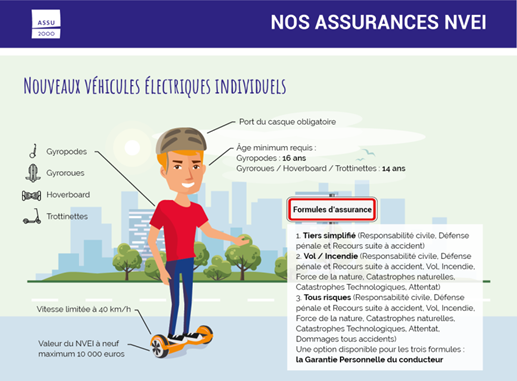 ASSU
2000
NOS ASSURANCES NVEI
NOUVEAUX VÉHICULES ÉLECTRIQUES INDIVIDUELS
Port du casque obligatoire
Âge minimum requis :
Gyropodes : 16 ans
Gyroroues / Hoverboard / Trottinettes : 14 ans
Gyropodes
Gyroroues
Hoverboard
Trottinettes
Formules d'assurance
1. Tiers simplifié (Responsabilité civile, Défense
pénale et Recours suite à accident)
2. Vol / Incendie (Responsabilité civile, Défense
pénale et Recours suite à accident, Vol, Incendie,
Force de la nature, Catastrophes naturelles,
Catastrophes Technologiques, Attentat)
3. Tous risques (Responsabilité civile, Défense
pénale et Recours suite à accident, Vol, Incendie,
Force de la nature, Catastrophes naturelles,
Catastrophes Technologiques, Attentat,
Dommages tous accidents)
Une option disponible pour les trois formules :
la Garantie Personnelle du conducteur
Vitesse limitée à 40 km/h
Valeur du NVEI à neuf
maximum 10 000 euros